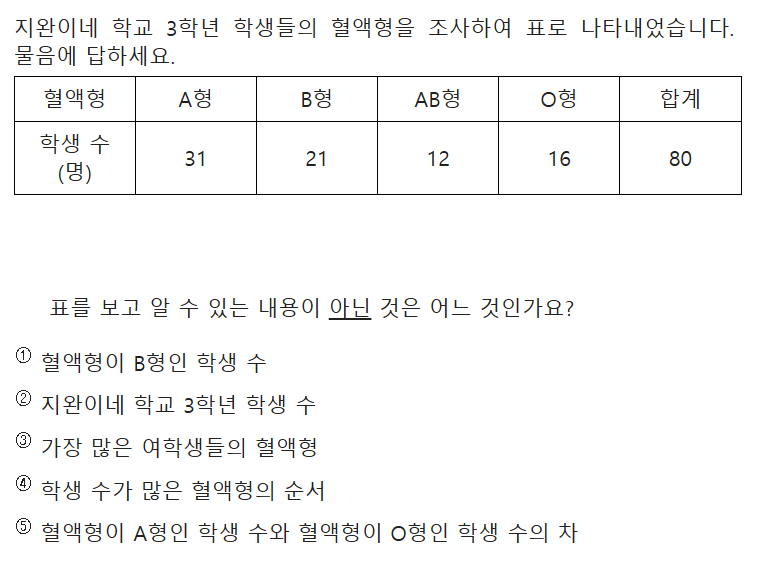 지완이네 학교 3학년 학생들의 혈액형을 조사하여 표로 나타내었습니다.
물음에 답하세요.
혈액형 A형 B형 AB형 O형 합계
학생 수
(명) 31 21 12 16 80
표를 보고 알 수 있는 내용이 아닌 것은 어느 것인가요?
① 혈액형이 B형인 학생 수
② 지완이네 학교 3학년 학생 수
③ 가장 많은 여학생들의 혈액형
④ 학생 수가 많은 혈액형의 순서
⑤ 혈액형이 A형인 학생 수와 혈액형이 O형인 학생 수의 차